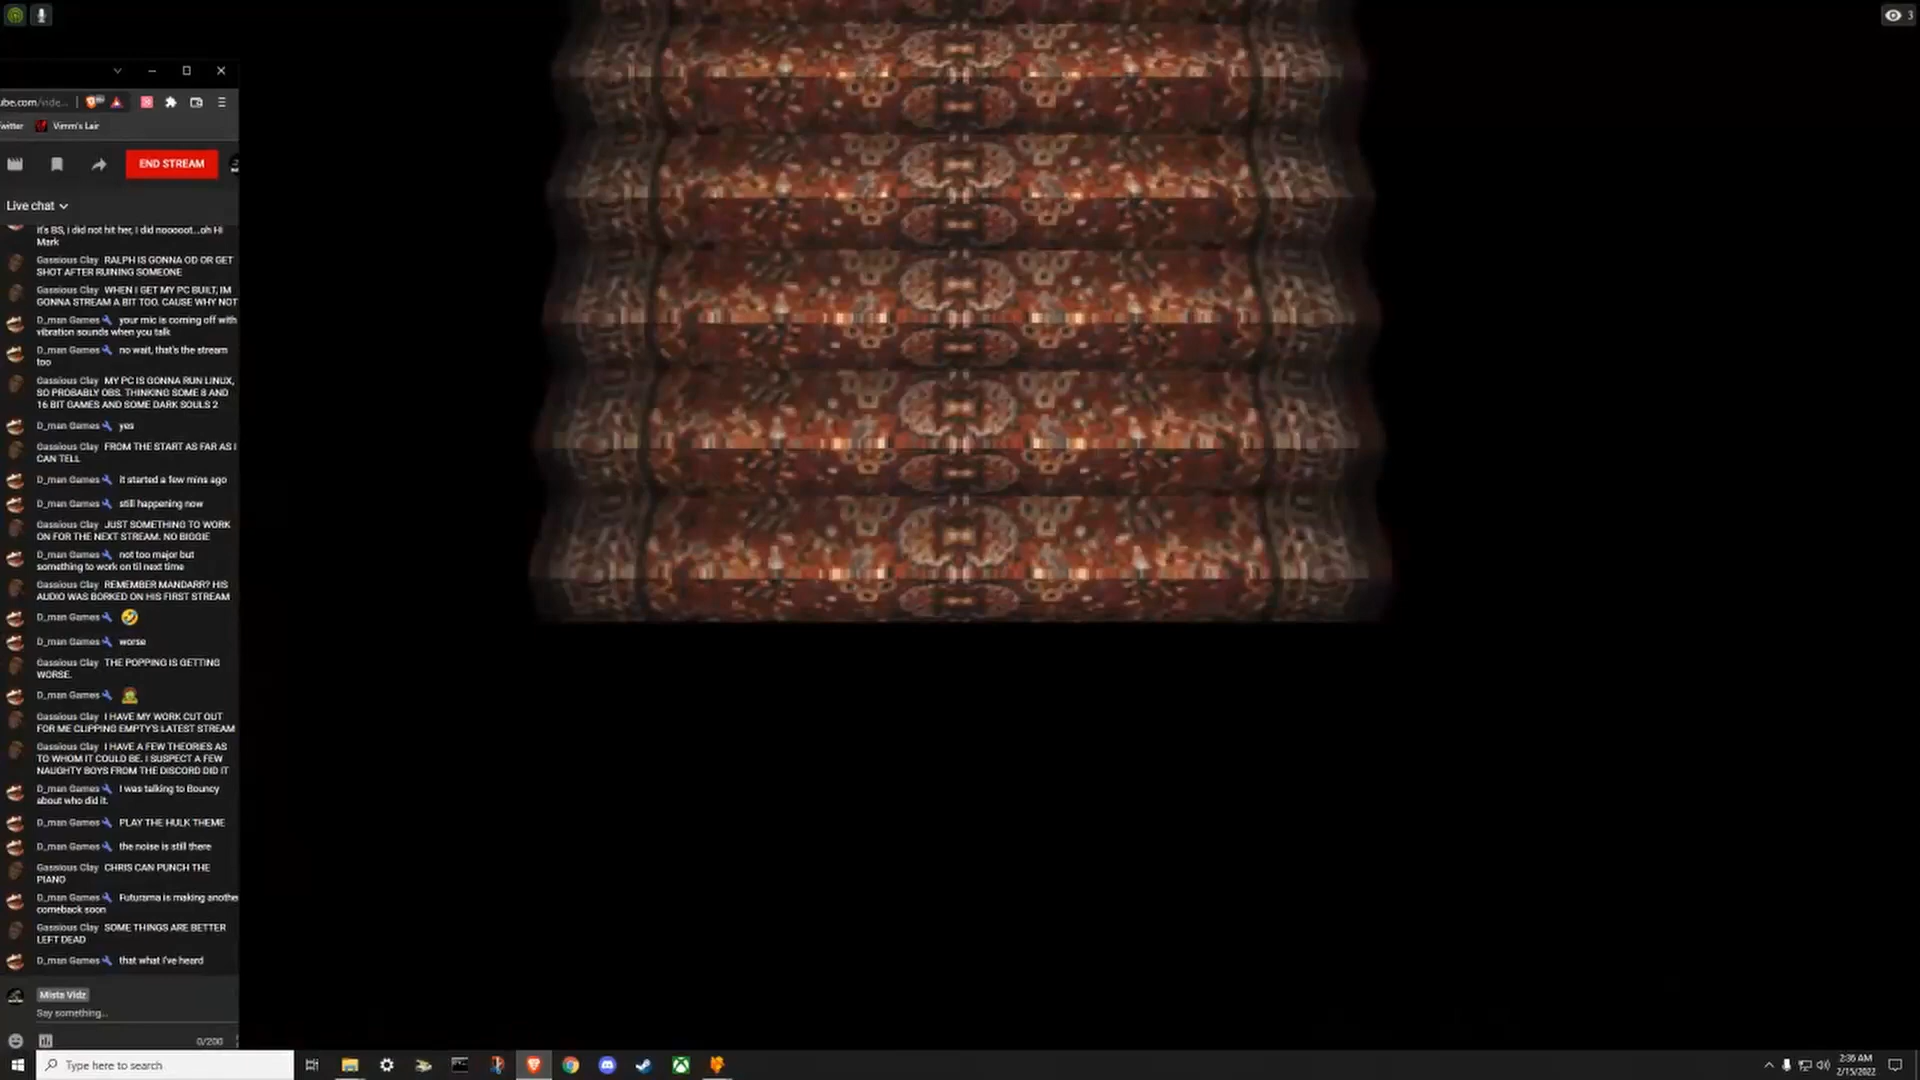 3
ube.com/vide...
witter Vimm's Lair
END STREAM
Live chat
it's BS, i did not hit her, I did nooooot...oh Hi
Mark
Gassious Clay RALPH IS GONNA OD OR GET
SHOT AFTER RUINING SOMEONE
Gassious Clay WHEN I GET MY PC BUILT, IM
GONNA STREAM A BIT TOO. CAUSE WHY NOT
D_man Games your mic is coming off with
vibration sounds when you talk
D_man Games no wait, that's the stream
too
Gassious Clay MY PC IS GONNA RUN LINUX,
SO PROBABLY OBS. THINKING SOME 8 AND
16 BIT GAMES AND SOME DARK SOULS 2
D_man Games yes
Gassious Clay FROM THE START AS FAR AS I
CAN TELL
D_man Games it started a few mins ago
D_man Games still happening now
Gassious Clay JUST SOMETHING TO WORK
ON FOR THE NEXT STREAM. NO BIGGIE
D_man Games not too major but
something to work on til next time
Gassious Clay REMEMBER MANDARR? HIS
AUDIO WAS BORKED ON HIS FIRST STREAM
D_man Games 🤣
D_man Games worse
Gassious Clay THE POPPING IS GETTING
WORSE.
D_man Games
Gassious Clay I HAVE MY WORK CUT OUT
FOR ME CLIPPING EMPTY'S LATEST STREAM
Gassious Clay I HAVE A FEW THEORIES AS
TO WHOM IT COULD BE. I SUSPECT A FEW
NAUGHTY BOYS FROM THE DISCORD DID IT
D_man Games I was talking to Bouncy
about who did it.
D_man Games PLAY THE HULK THEME
D_man Games the noise is still there
Gassious Clay CHRIS CAN PUNCH THE
PIANO
D_man Games Futurama is making anothe
comeback soon
Gassious Clay SOME THINGS ARE BETTER
LEFT DEAD
D_man Games that what I've heard
Mista Vidz
Say something...
0/200
Type here to search
2:36 AM
2/15/2022